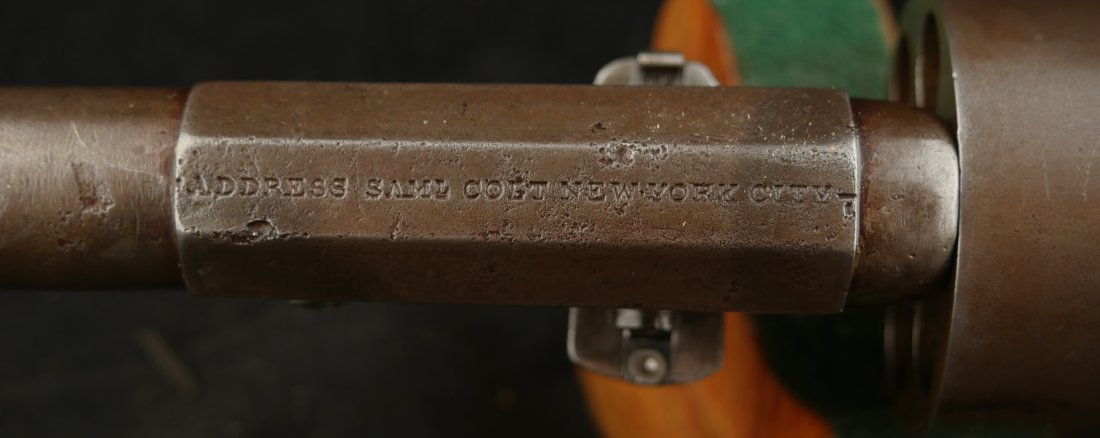 ADDRESS SAML COLT NEW-YORK CITY